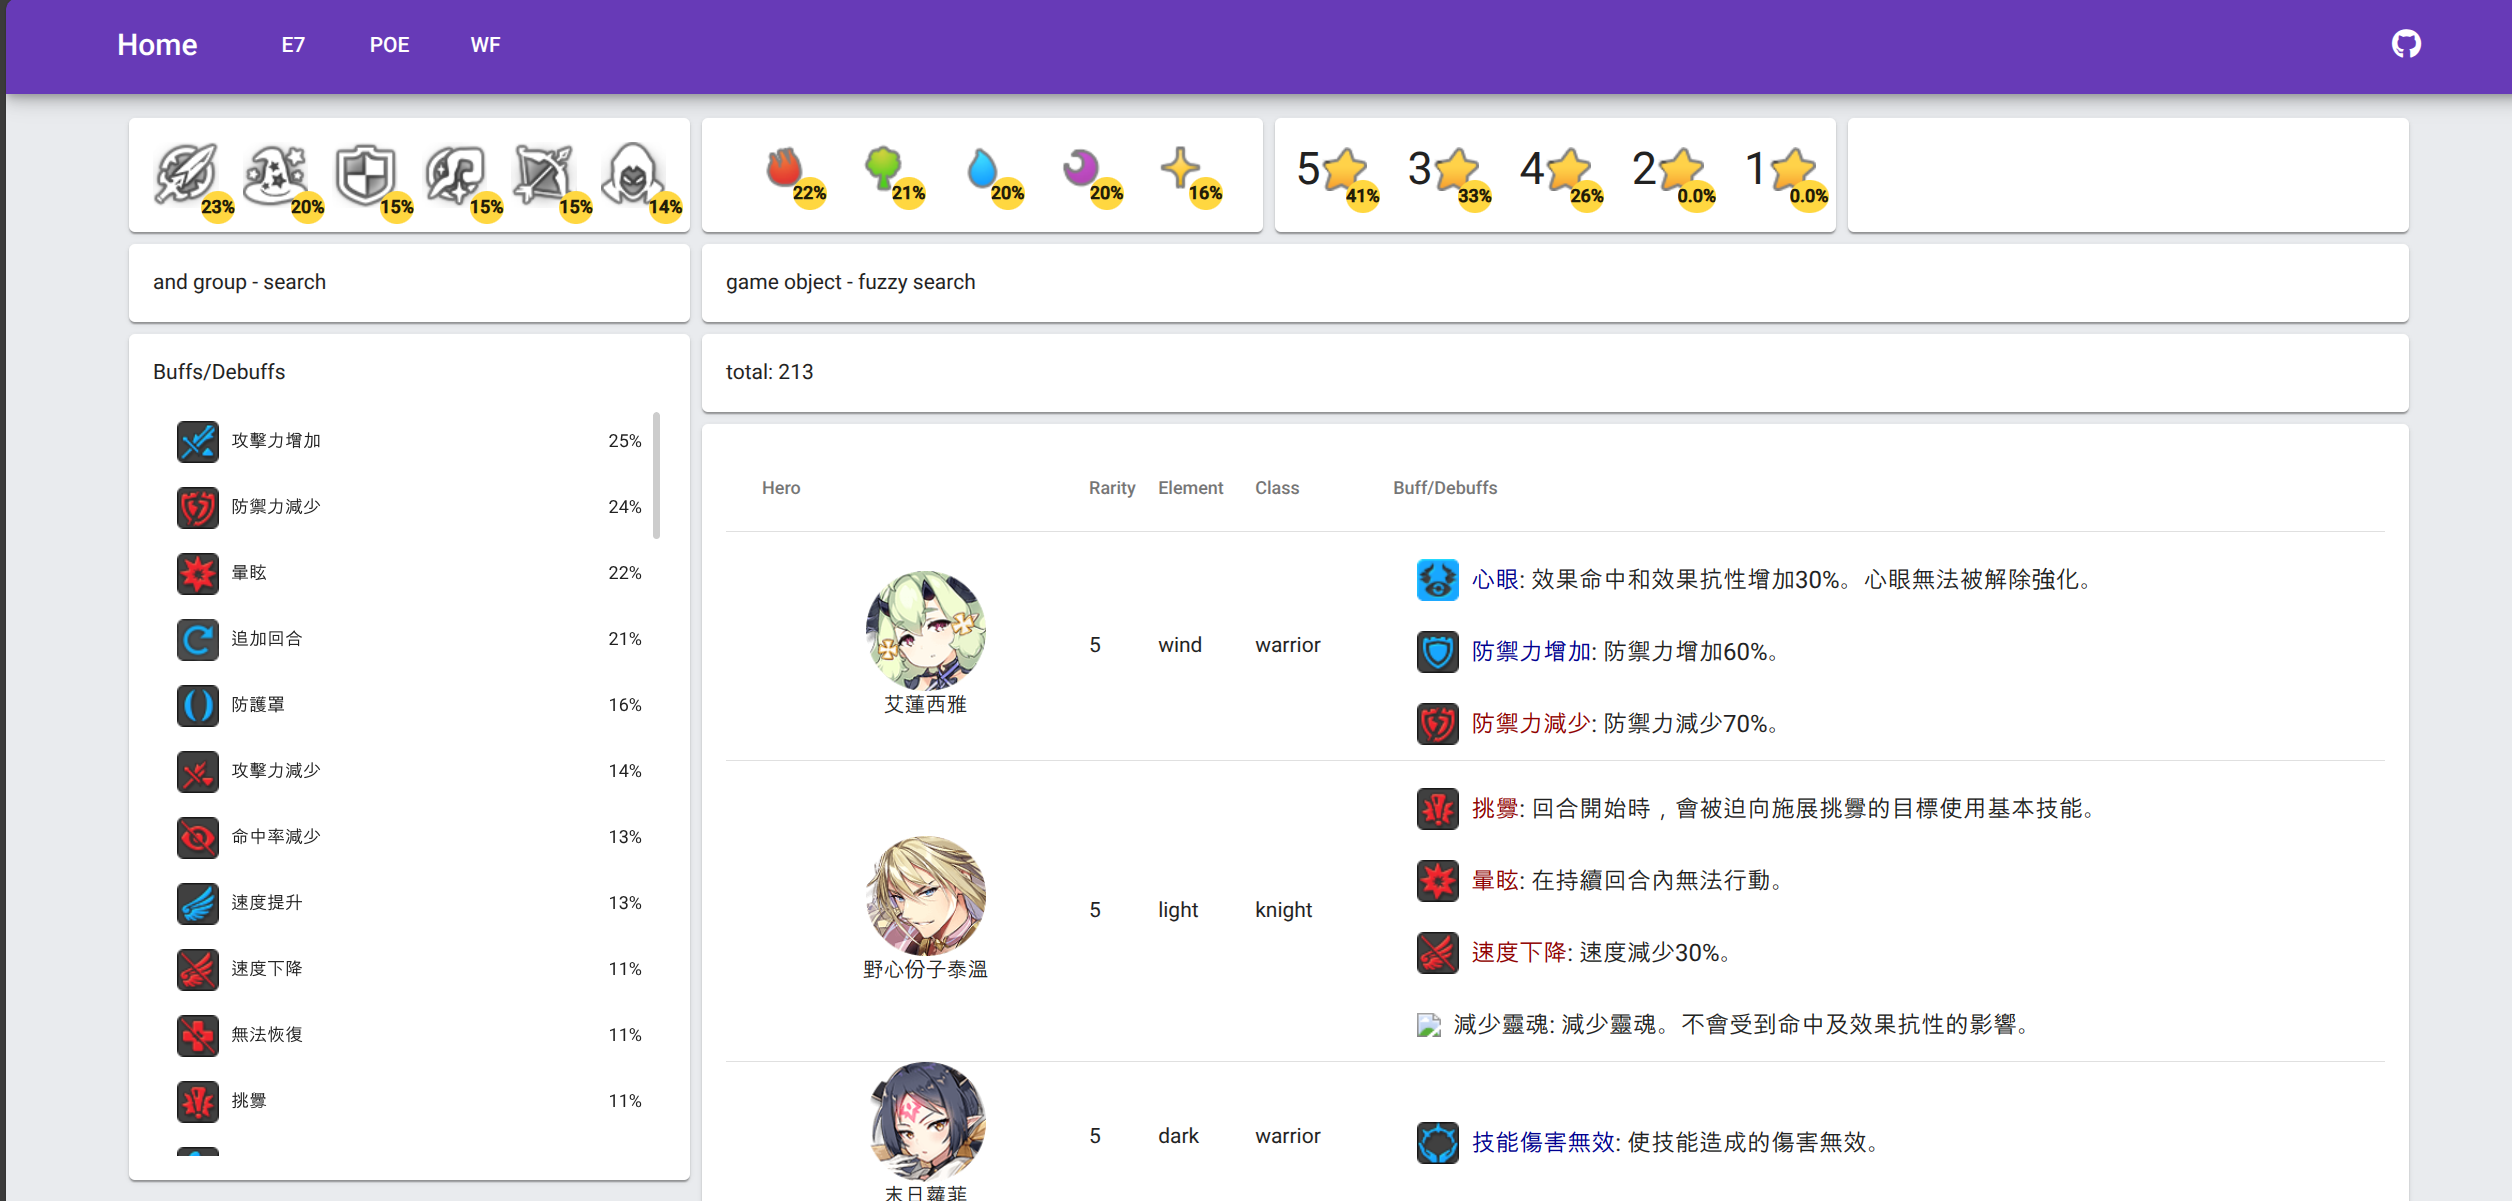 Home E7 POE WF
23% 20% 15% 15% 15% 14%
22% 21% 20% 20% 16%
5 41% 3 33% 4 26% 2 0.0% 1 0.0%
and group - search
game object - fuzzy search
Buffs/Debuffs
攻擊力增加 25%
防禦力減少 24%
暈眩 22%
追加回合 21%
防護罩 16%
攻擊力減少 14%
命中率減少 13%
速度提升 13%
速度下降 11%
無法恢復 11%
挑釁 11%
total: 213
Hero Rarity Element Class Buff/Debuffs
艾蓮西雅 5 wind warrior
心眼: 效果命中和效果抗性增加30%。心眼無法被解除強化。
防禦力增加: 防禦力增加60%。
防禦力減少: 防禦力減少70%。
野心份子泰溫 5 light knight
挑釁: 回合開始時，會被迫向施展挑釁的目標使用基本技能。
暈眩: 在持續回合內無法行動。
速度下降: 速度減少30%。
減少靈魂: 減少靈魂。不會受到命中及效果抗性的影響。
末日蘿菲 5 dark warrior
技能傷害無效: 使技能造成的傷害無效。